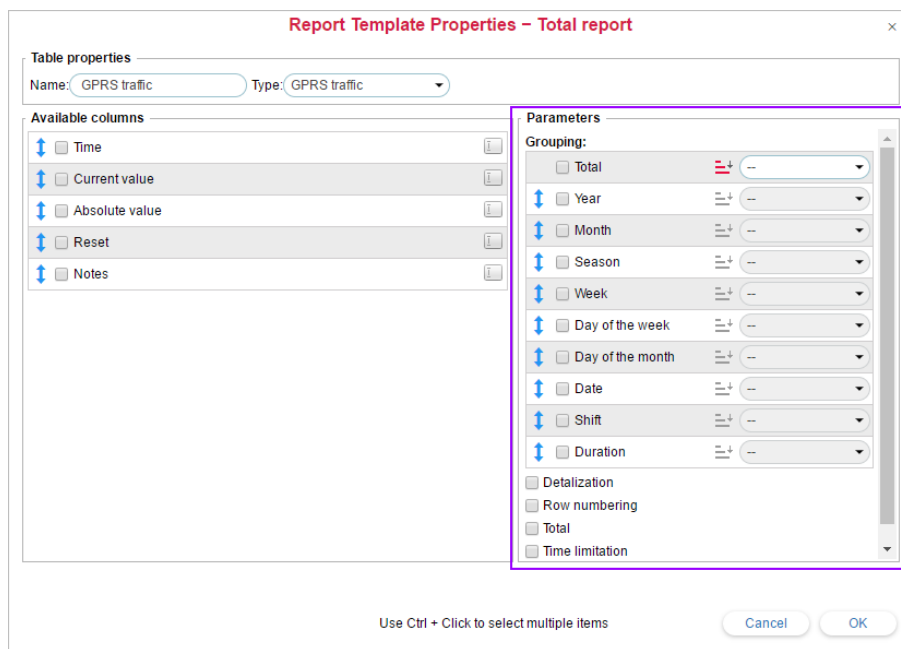 Report Template Properties – Total report
×
Table properties
Name: GPRS traffic Type: GPRS traffic
Available columns
Time
Current value
Absolute value
Reset
Notes
Parameters
Grouping:
Total --
Year --
Month --
Season --
Week --
Day of the week --
Day of the month --
Date --
Shift --
Duration --
Detalization
Row numbering
Total
Time limitation
Use Ctrl + Click to select multiple items
Cancel OK